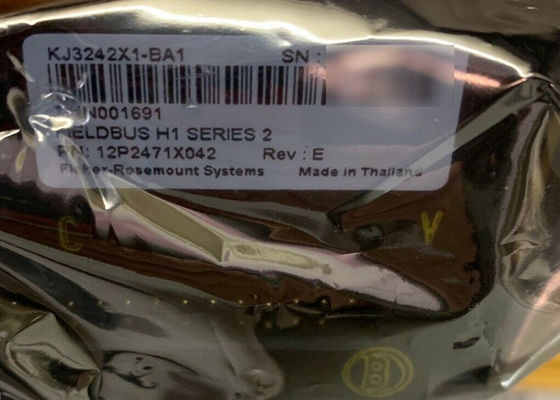 KJ3242X1-BA1 SN :
N001691
FIELDBUS H1 SERIES 2
PN: 12P2471X042 Rev : E
Fisher-Rosemount Systems Made in Thailand
C V